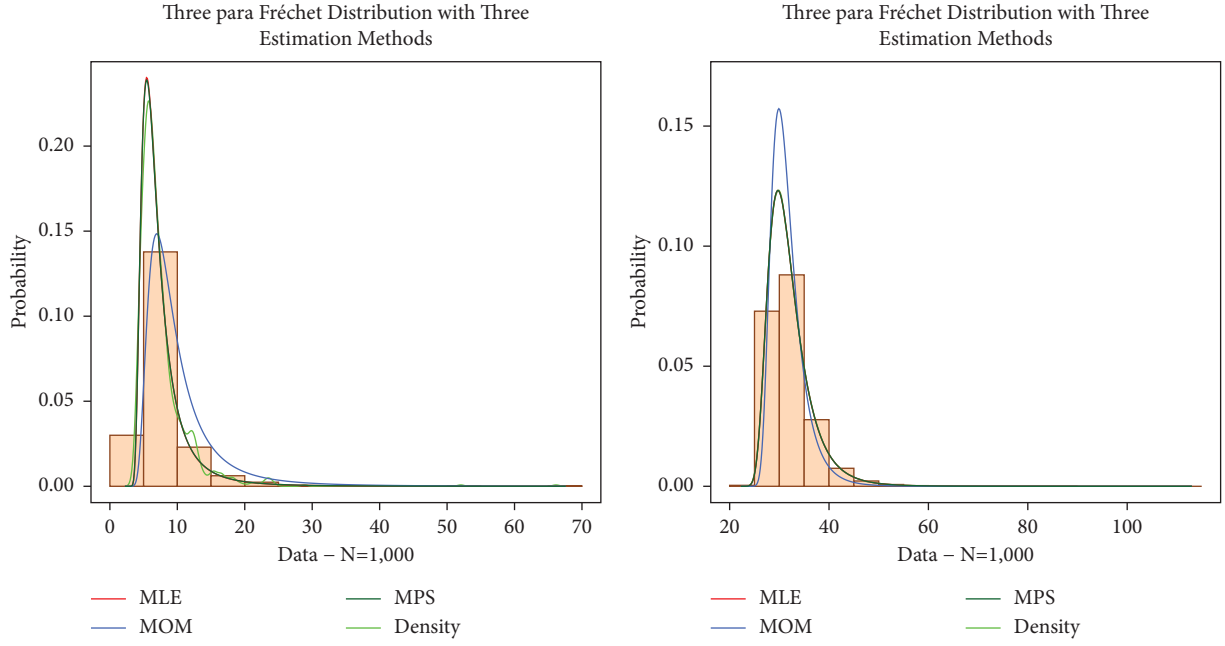 Three para Fréchet Distribution with Three
Estimation Methods
Probability
0.20
0.15
0.10
0.05
0.00
0 10 20 30 40 50 60 70
Data – N=1,000
MLE MPS
MOM Density
Three para Fréchet Distribution with Three
Estimation Methods
Probability
0.15
0.10
0.05
0.00
20 40 60 80 100
Data – N=1,000
MLE MPS
MOM Density